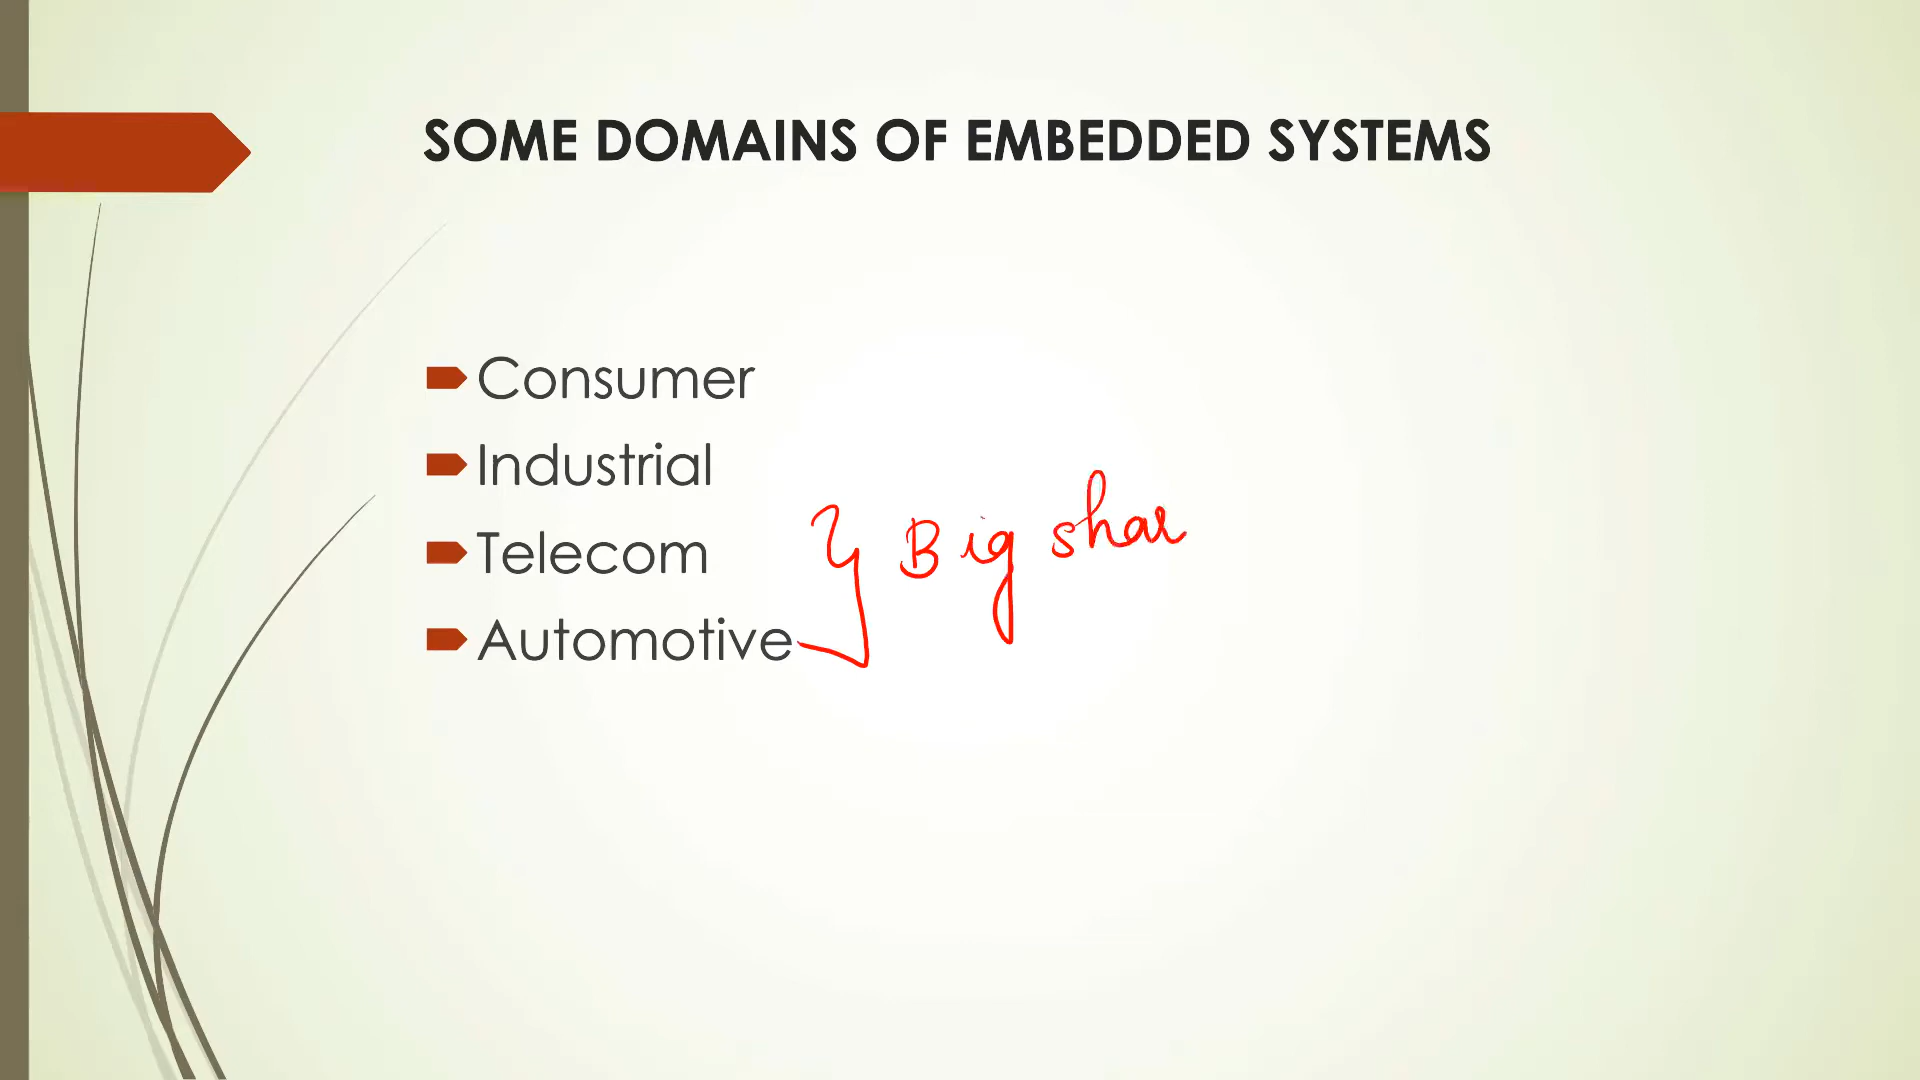 SOME DOMAINS OF EMBEDDED SYSTEMS
Consumer
Industrial
Telecom
Automotive
Big shar